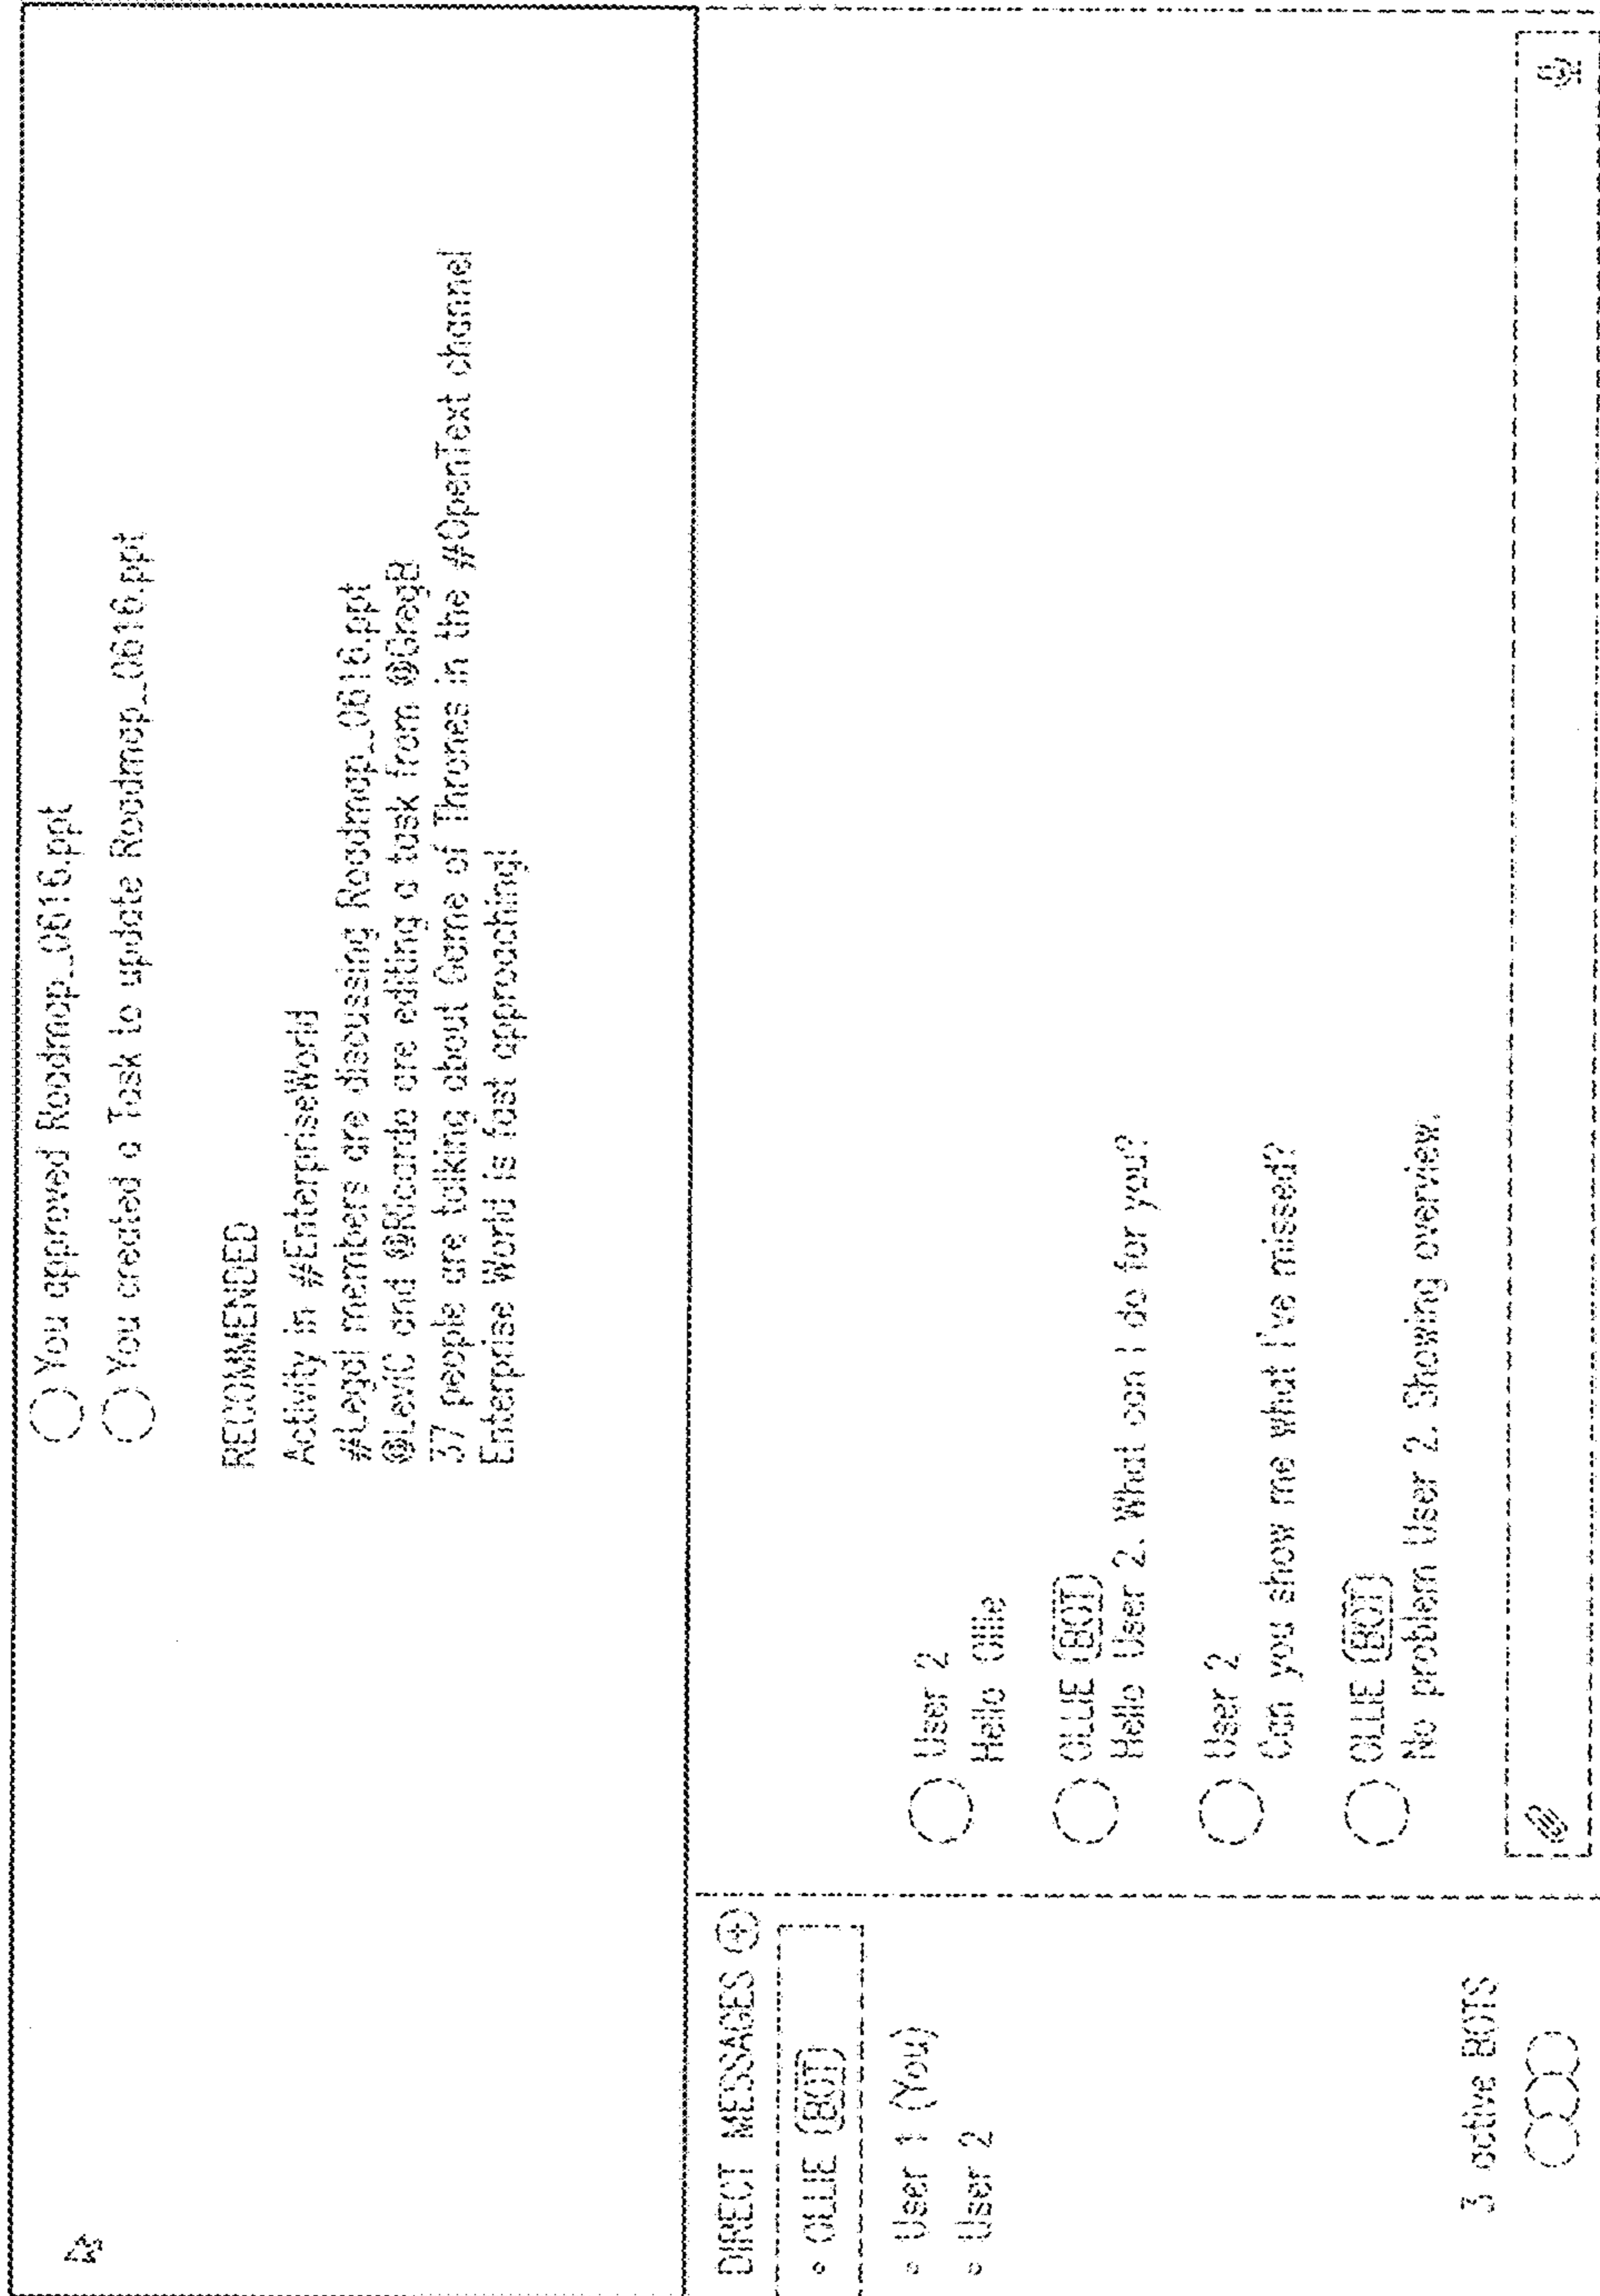 You approved Roadmap_0616.ppt
You created a Task to update Roadmap_0616.ppt
RECOMMENDED
Activity in #EnterpriseWorld
#Legal members are discussing Roadmap_0616.ppt
@LeviC and @Ricardo are editing a task from @GregB
37 people are talking about Game of Thrones in the #OpenText channel
Enterprise World is fast approaching!
DIRECT MESSAGES
OLLIE BOT
User 1 (You)
User 2
3 active BOTS
User 2
Hello Ollie
OLLIE BOT
Hello User 2. What can I do for you?
User 2
Can you show me what I've missed?
OLLIE BOT
No problem User 2. Showing overview.